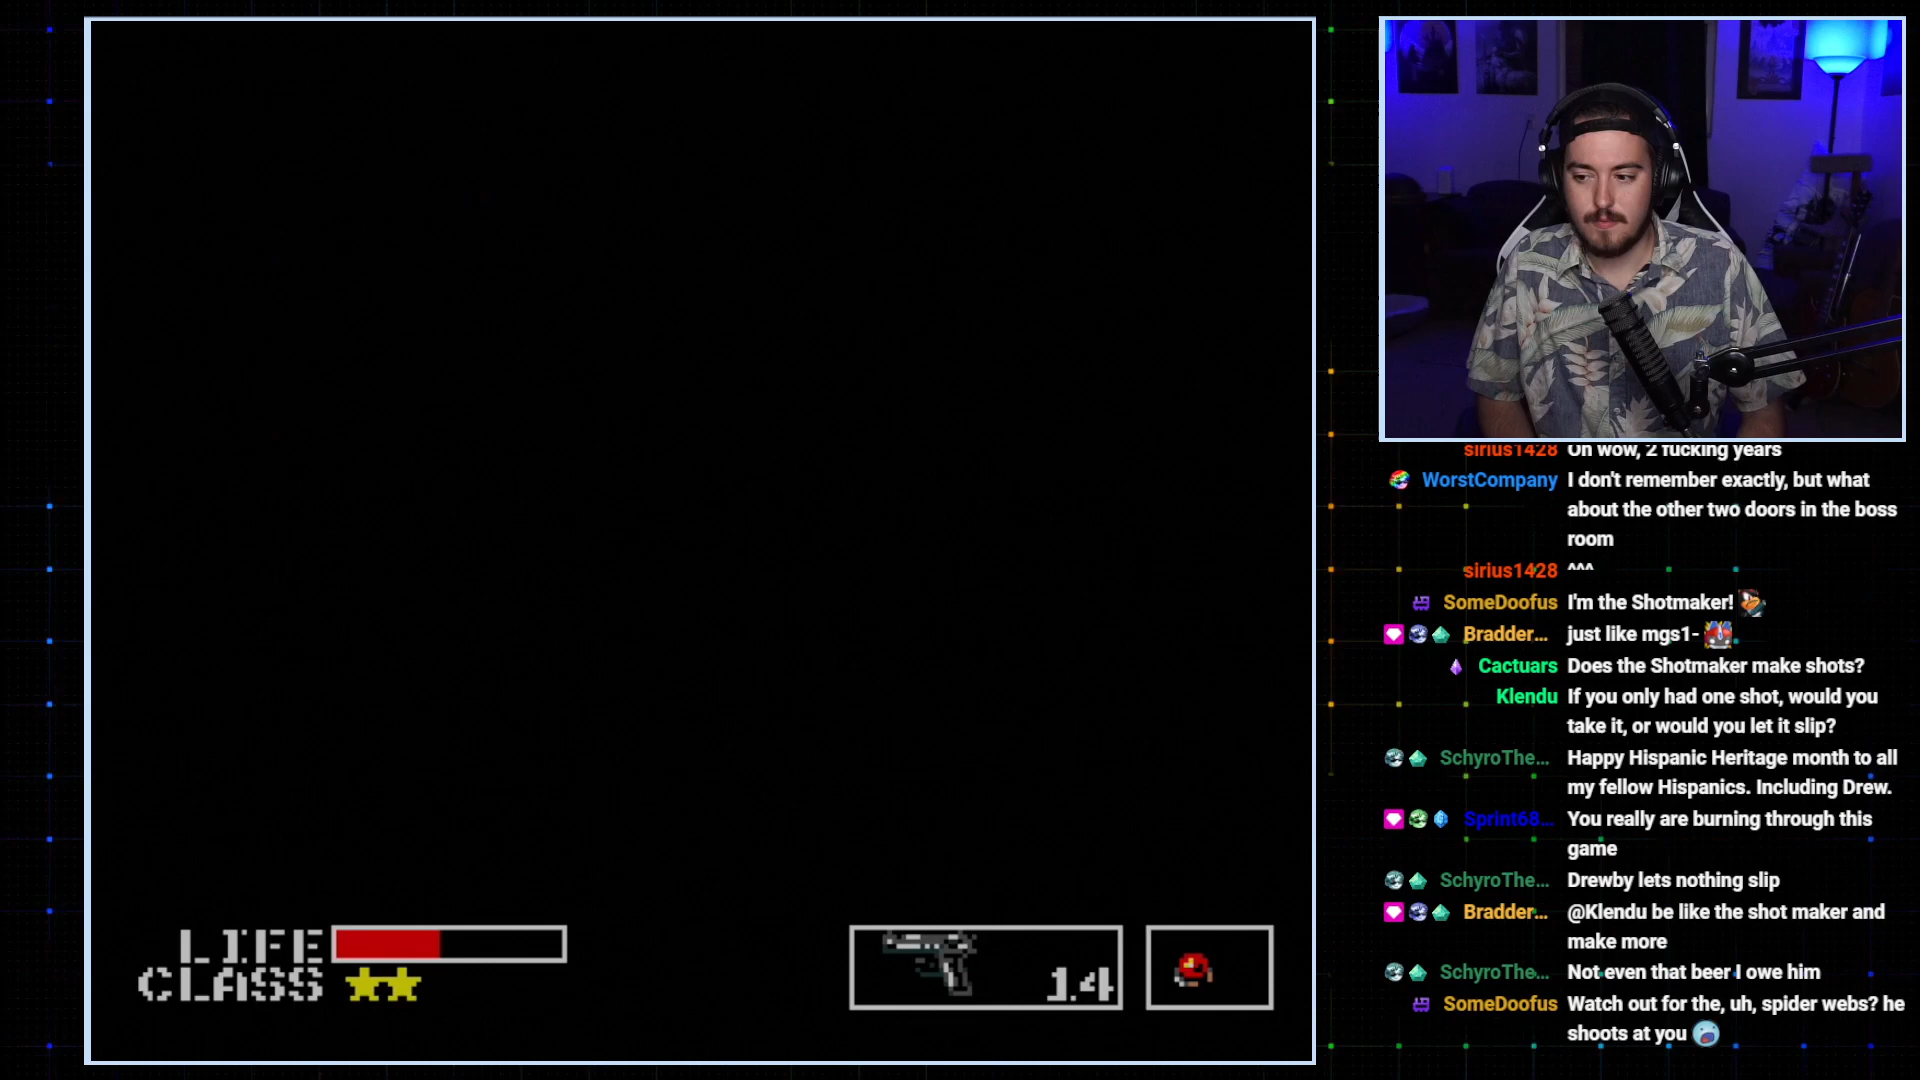 sirius1428 Oh wow, 2 fucking years
WorstCompany I don't remember exactly, but what
about the other two doors in the boss
room
sirius1428 ^^^
SomeDoofus I'm the Shotmaker!
Bradder... just like mgs1-
Cactuars Does the Shotmaker make shots?
Klendu If you only had one shot, would you
take it, or would you let it slip?
SchyroThe... Happy Hispanic Heritage month to all
my fellow Hispanics. Including Drew.
Sprint68... You really are burning through this
game
SchyroThe... Drewby lets nothing slip
Bradder... @Klendu be like the shot maker and
make more
SchyroThe... Not even that beer I owe him
SomeDoofus Watch out for the, uh, spider webs? he
shoots at you
LIFE
CLASS
14